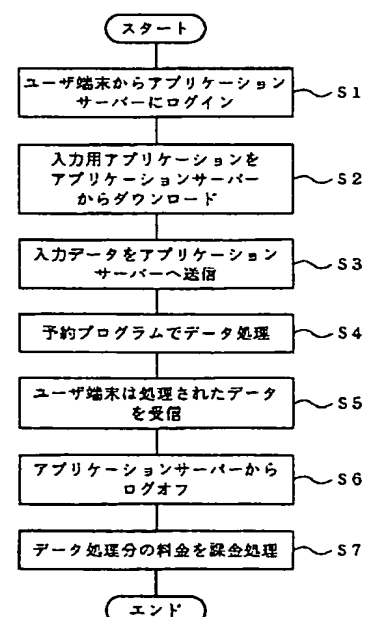 スタート
ユーザ端末からアプリケーション
サーバーにログイン
S1
入力用アプリケーションを
アプリケーションサーバー
からダウンロード
S2
入力データをアプリケーション
サーバーへ送信
S3
予約プログラムでデータ処理
S4
ユーザ端末は処理されたデータ
を受信
S5
アプリケーションサーバーから
ログオフ
S6
データ処理分の料金を課金処理
S7
エンド